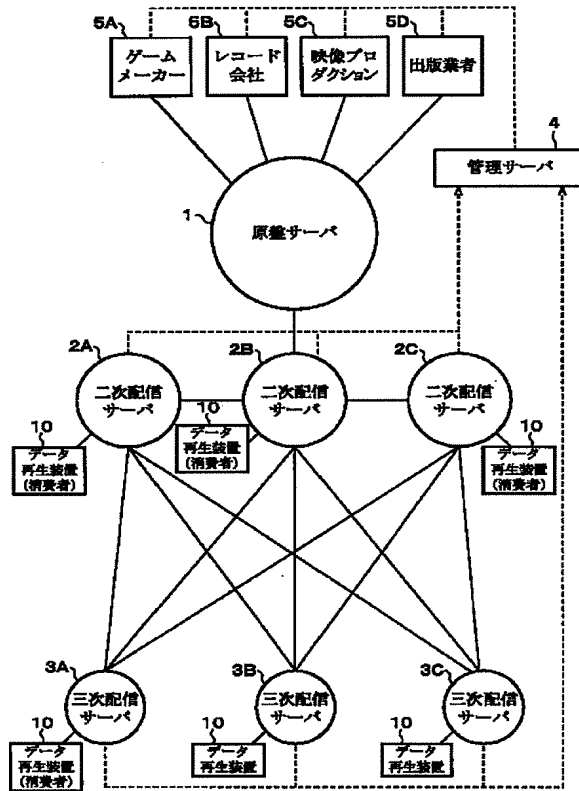 5A
5B
5C
5D
ゲーム
メーカー
レコード
会社
映像プロ
ダクション
出版業者
4
管理サーバ
1
原盤サーバ
2A
2B
2C
二次配信
サーバ
二次配信
サーバ
二次配信
サーバ
10
データ
再生装置
(消費者)
10
データ
再生装置
(消費者)
10
データ
再生装置
(消費者)
3A
3B
3C
三次配信
サーバ
三次配信
サーバ
三次配信
サーバ
10
データ
再生装置
(消費者)
10
データ
再生装置
10
データ
再生装置